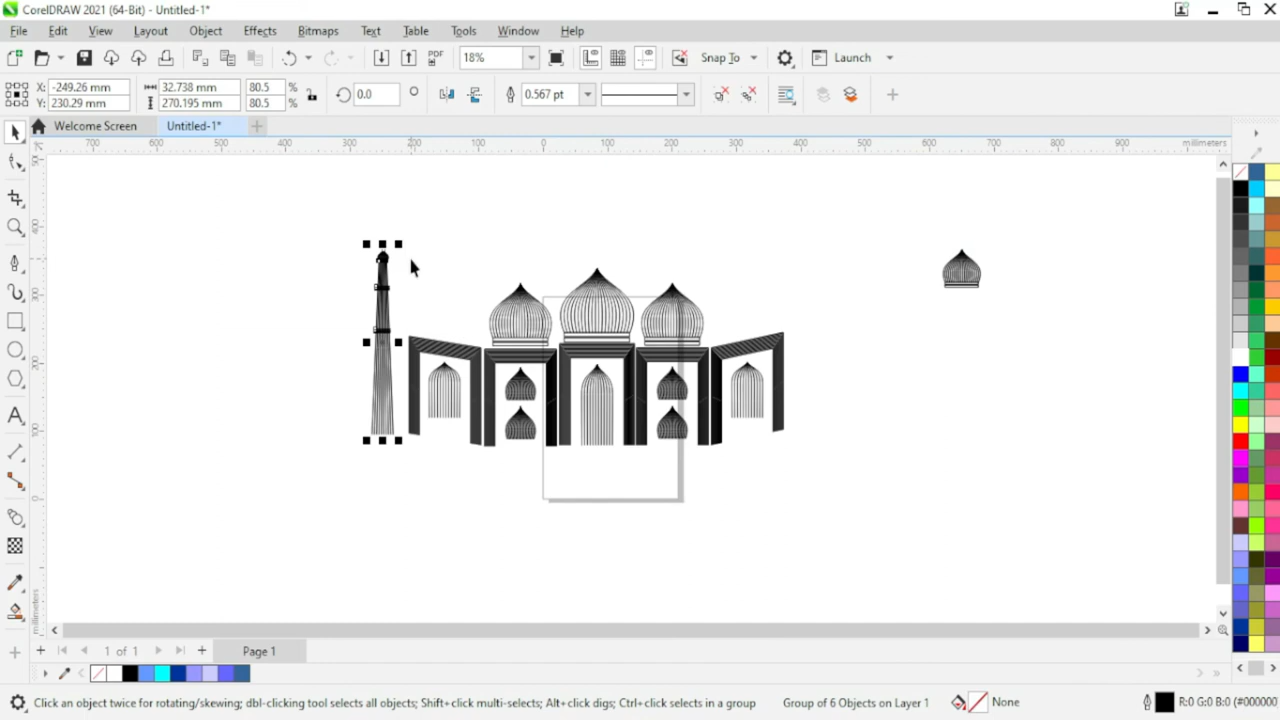 CorelDRAW 2021 (64-Bit) - Untitled-1*
File Edit View Layout Object Effects Bitmaps Text Table Tools Window Help
PDF 18% Snap To Launch
X: -249.26 mm 32.738 mm 80.5 % 0.0 0.567 pt
Y: 230.29 mm 270.195 mm 80.5 %
Welcome Screen Untitled-1*
700 600 500 400 300 200 100 0 100 200 300 400 500 600 700 800 900 millimeters
1 of 1 Page 1
Click an object twice for rotating/skewing; dbl-clicking tool selects all objects; Shift+click multi-selects; Alt+click digs; Ctrl+click selects in a group Group of 6 Objects on Layer 1 None R:0 G:0 B:0 (#000000